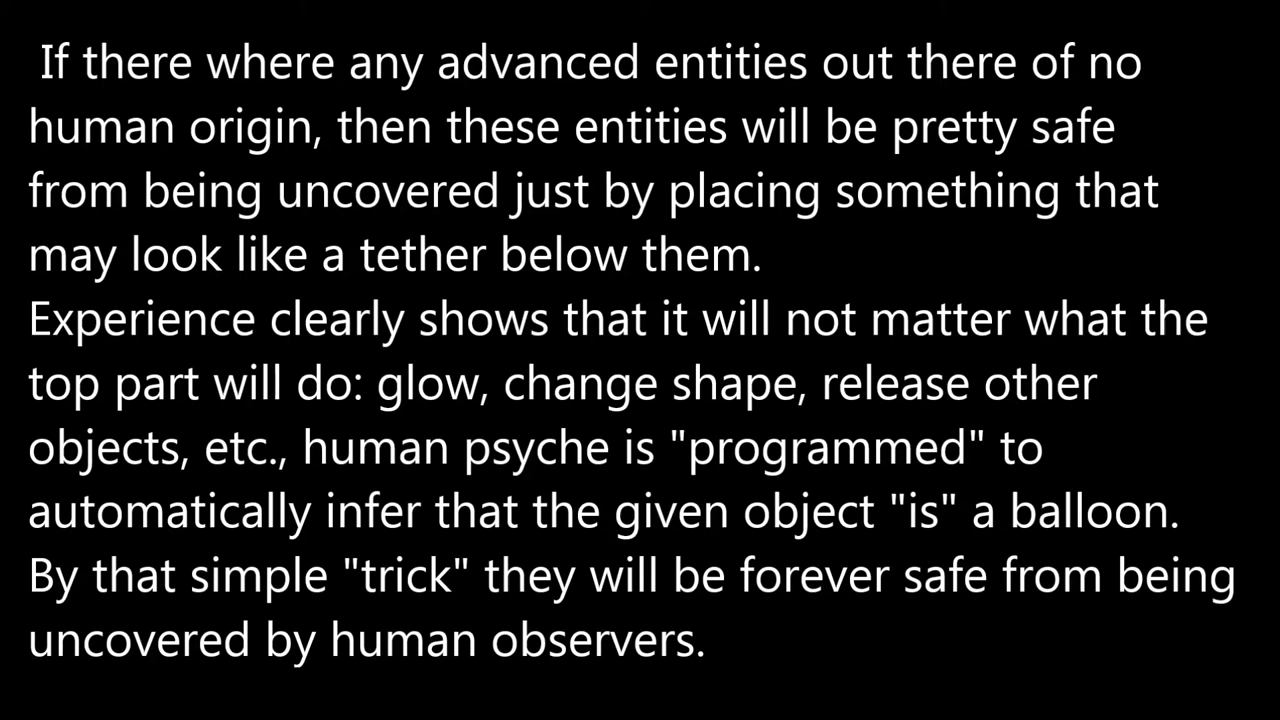 If there where any advanced entities out there of no
human origin, then these entities will be pretty safe
from being uncovered just by placing something that
may look like a tether below them.
Experience clearly shows that it will not matter what the
top part will do: glow, change shape, release other
objects, etc., human psyche is "programmed" to
automatically infer that the given object "is" a balloon.
By that simple "trick" they will be forever safe from being
uncovered by human observers.